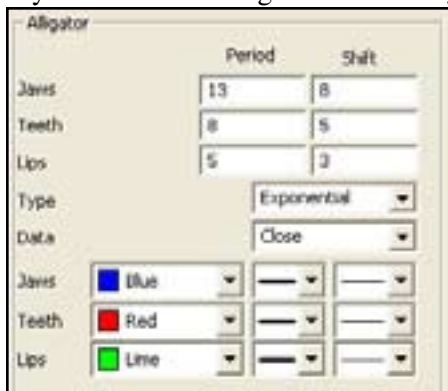 Alligator
Period Shift
Jaws 13 8
Teeth 8 5
Lips 5 3
Type Exponential
Data Close
Jaws Blue
Teeth Red
Lips Lime